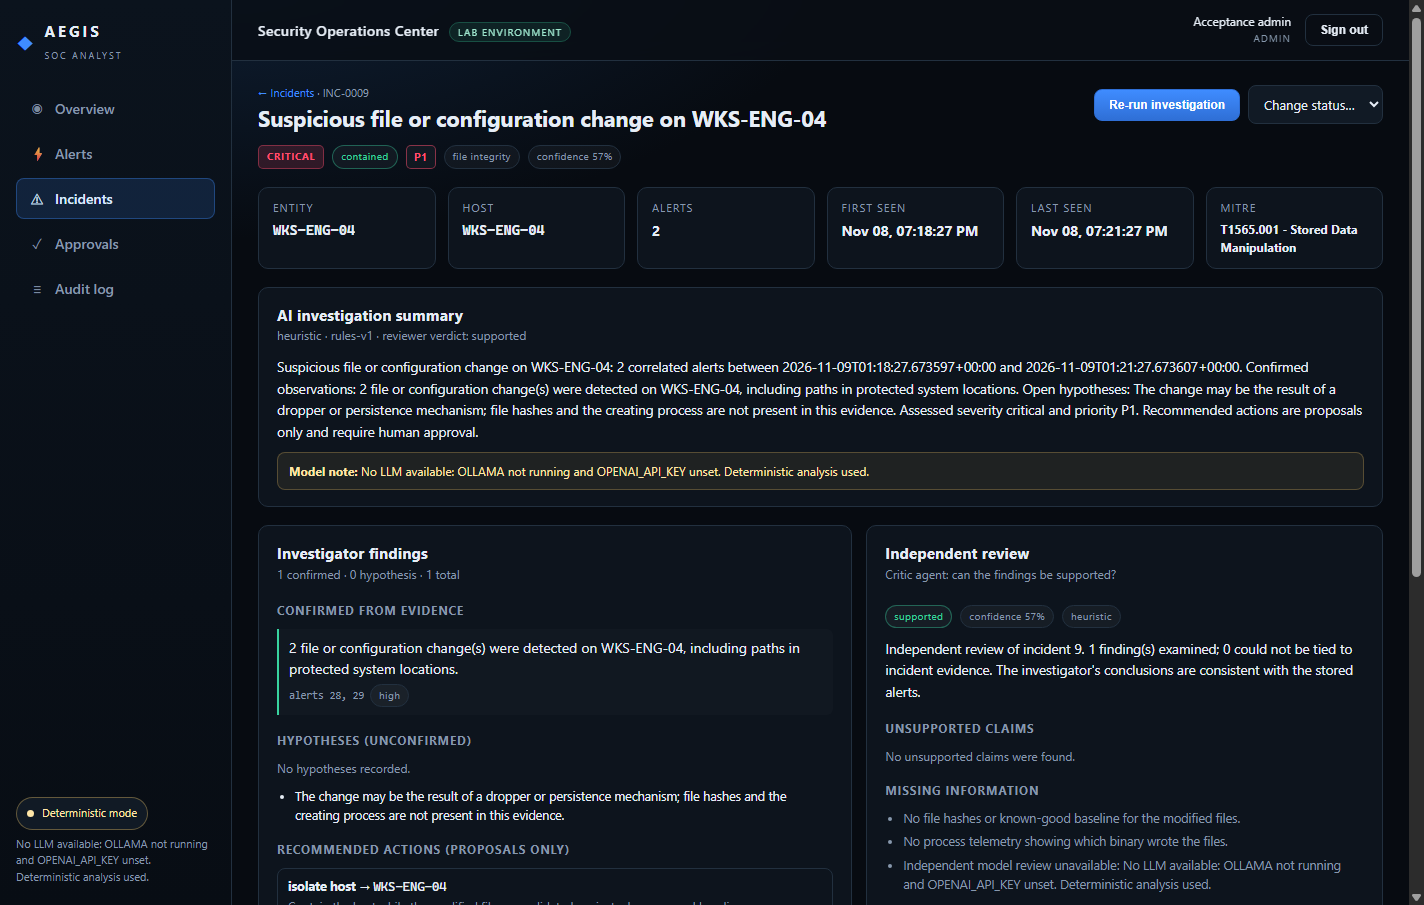 AEGIS
SOC ANALYST
Overview
Alerts
Incidents
Approvals
Audit log
Deterministic mode
No LLM available: OLLAMA not running
and OPENAI_API_KEY unset.
Deterministic analysis used.
Security Operations Center
LAB ENVIRONMENT
Acceptance admin
ADMIN
Sign out
← Incidents · INC-0009
Suspicious file or configuration change on WKS-ENG-04
Re-run investigation
Change status...
CRITICAL
contained
P1
file integrity
confidence 57%
ENTITY
WKS-ENG-04
HOST
WKS-ENG-04
ALERTS
2
FIRST SEEN
Nov 08, 07:18:27 PM
LAST SEEN
Nov 08, 07:21:27 PM
MITRE
T1565.001 - Stored Data
Manipulation
AI investigation summary
heuristic · rules-v1 · reviewer verdict: supported
Suspicious file or configuration change on WKS-ENG-04: 2 correlated alerts between 2026-11-09T01:18:27.673597+00:00 and 2026-11-09T01:21:27.673607+00:00. Confirmed
observations: 2 file or configuration change(s) were detected on WKS-ENG-04, including paths in protected system locations. Open hypotheses: The change may be the result of a
dropper or persistence mechanism; file hashes and the creating process are not present in this evidence. Assessed severity critical and priority P1. Recommended actions are proposals
only and require human approval.
Model note: No LLM available: OLLAMA not running and OPENAI_API_KEY unset. Deterministic analysis used.
Investigator findings
1 confirmed · 0 hypothesis · 1 total
CONFIRMED FROM EVIDENCE
2 file or configuration change(s) were detected on WKS-ENG-04, including paths in
protected system locations.
alerts 28, 29
high
HYPOTHESES (UNCONFIRMED)
No hypotheses recorded.
• The change may be the result of a dropper or persistence mechanism; file hashes and the
creating process are not present in this evidence.
RECOMMENDED ACTIONS (PROPOSALS ONLY)
isolate host → WKS-ENG-04
Independent review
Critic agent: can the findings be supported?
supported
confidence 57%
heuristic
Independent review of incident 9. 1 finding(s) examined; 0 could not be tied to
incident evidence. The investigator's conclusions are consistent with the stored
alerts.
UNSUPPORTED CLAIMS
No unsupported claims were found.
MISSING INFORMATION
• No file hashes or known-good baseline for the modified files.
• No process telemetry showing which binary wrote the files.
• Independent model review unavailable: No LLM available: OLLAMA not running
and OPENAI_API_KEY unset. Deterministic analysis used.